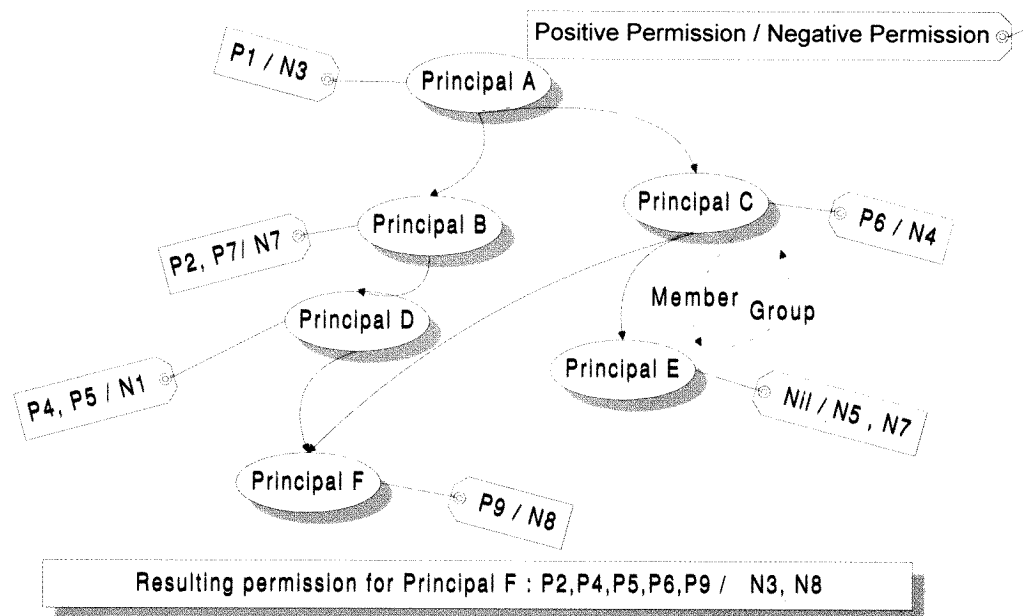 Positive Permission / Negative Permission
P1 / N3
Principal A
Principal B
Principal C
P6 / N4
P2, P7/ N7
Member
Group
Principal D
Principal E
P4, P5 / N1
Nil / N5 , N7
Principal F
P9 / N8
Resulting permission for Principal F : P2,P4,P5,P6,P9 / N3, N8